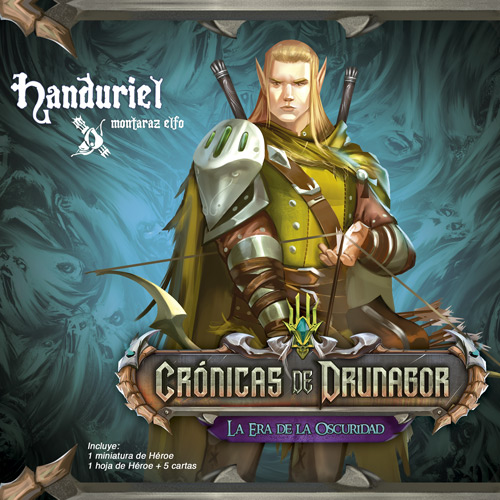 Handuriel
montaraz elfo
Crónicas de Drunagor
La Era de la Oscuridad
Incluye:
1 miniatura de Héroe
1 hoja de Héroe + 5 cartas